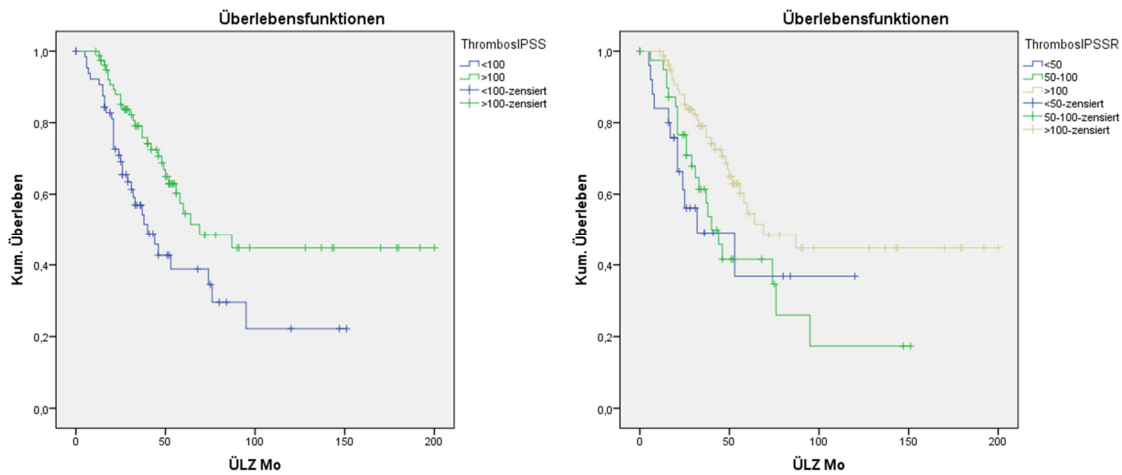 Überlebensfunktionen
ThrombosIPSS
<100
>100
<100-zensiert
>100-zensiert
1,0
0,8
0,6
0,4
0,2
0,0
Kum. Überleben
0
50
100
150
200
ÜLZ Mo
Überlebensfunktionen
ThrombosIPSSR
<50
50-100
>100
<50-zensiert
50-100-zensiert
>100-zensiert
1,0
0,8
0,6
0,4
0,2
0,0
Kum. Überleben
0
50
100
150
200
ÜLZ Mo